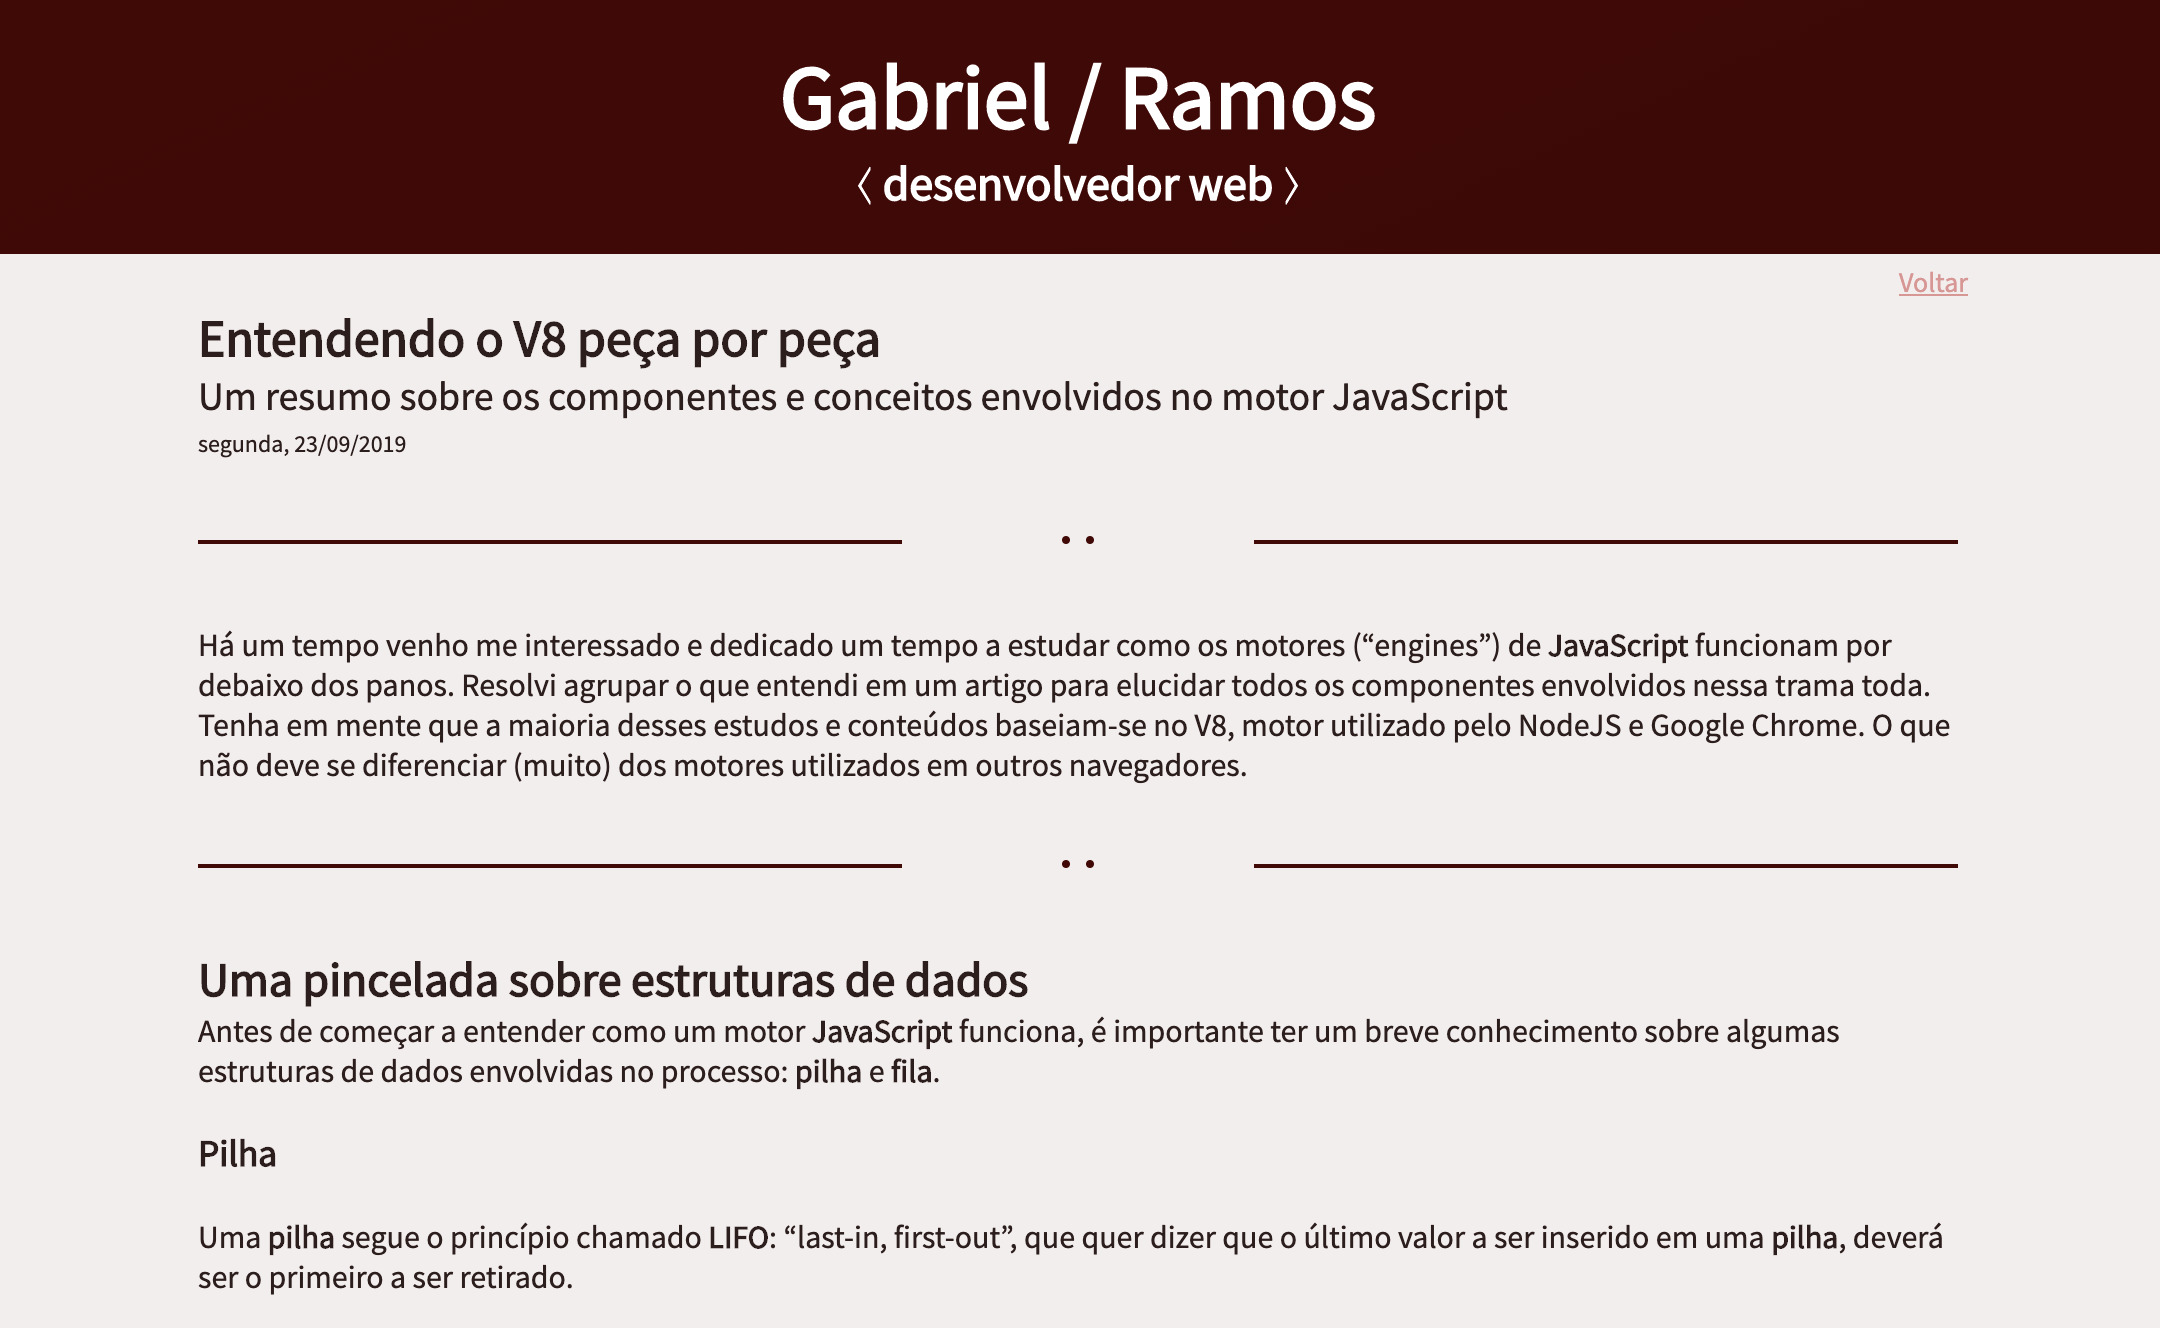 Gabriel / Ramos
〈 desenvolvedor web 〉
Voltar
Entendendo o V8 peça por peça
Um resumo sobre os componentes e conceitos envolvidos no motor JavaScript
segunda, 23/09/2019
Há um tempo venho me interessado e dedicado um tempo a estudar como os motores (“engines”) de JavaScript funcionam por
debaixo dos panos. Resolvi agrupar o que entendi em um artigo para elucidar todos os componentes envolvidos nessa trama toda.
Tenha em mente que a maioria desses estudos e conteúdos baseiam-se no V8, motor utilizado pelo NodeJS e Google Chrome. O que
não deve se diferenciar (muito) dos motores utilizados em outros navegadores.
Uma pincelada sobre estruturas de dados
Antes de começar a entender como um motor JavaScript funciona, é importante ter um breve conhecimento sobre algumas
estruturas de dados envolvidas no processo: pilha e fila.
Pilha
Uma pilha segue o princípio chamado LIFO: “last-in, first-out”, que quer dizer que o último valor a ser inserido em uma pilha, deverá
ser o primeiro a ser retirado.